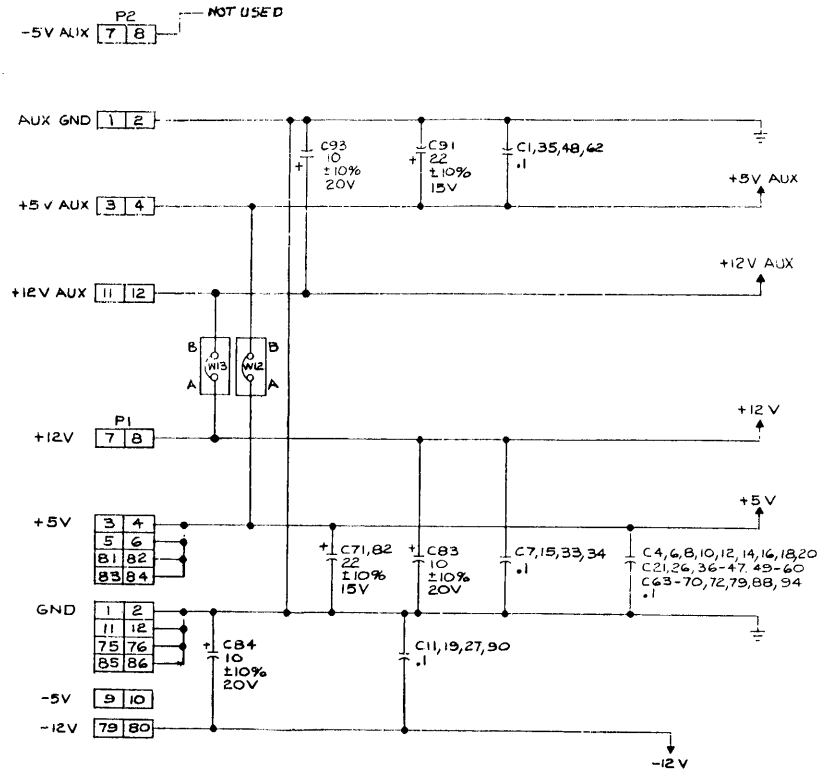 P2
NOT USED
-5V AUX 7 8
AUX GND 1 2
C93
10
±10%
20V
+
C91
22
±10%
15V
+
C1,35,48,62
.1
+5V AUX
+5V AUX 3 4
+12V AUX
+12V AUX 11 12
B
W13
A
B
W12
A
P1
+12V 7 8
+12V
+5V
+5V 3 4
5 6
81 82
83 84
+
C71,82
22
±10%
15V
+
C83
10
±10%
20V
C7,15,33,34
.1
C4,6,8,10,12,14,16,18,20
C21,26,36-47,49-60
C63-70,72,79,88,94
.1
GND 1 2
11 12
75 76
85 86
+
C84
10
±10%
20V
C11,19,27,90
.1
-5V 9 10
-12V 79 80
-12V